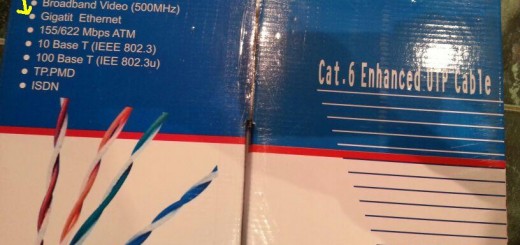 Broadband Video (500MHz)
Gigatit Ethernet
155/622 Mbps ATM
10 Base T (IEEE 802.3)
100 Base T (IEE 802.3u)
TP.PMD
ISDN
Cat.6 Enhanced UTP Cable